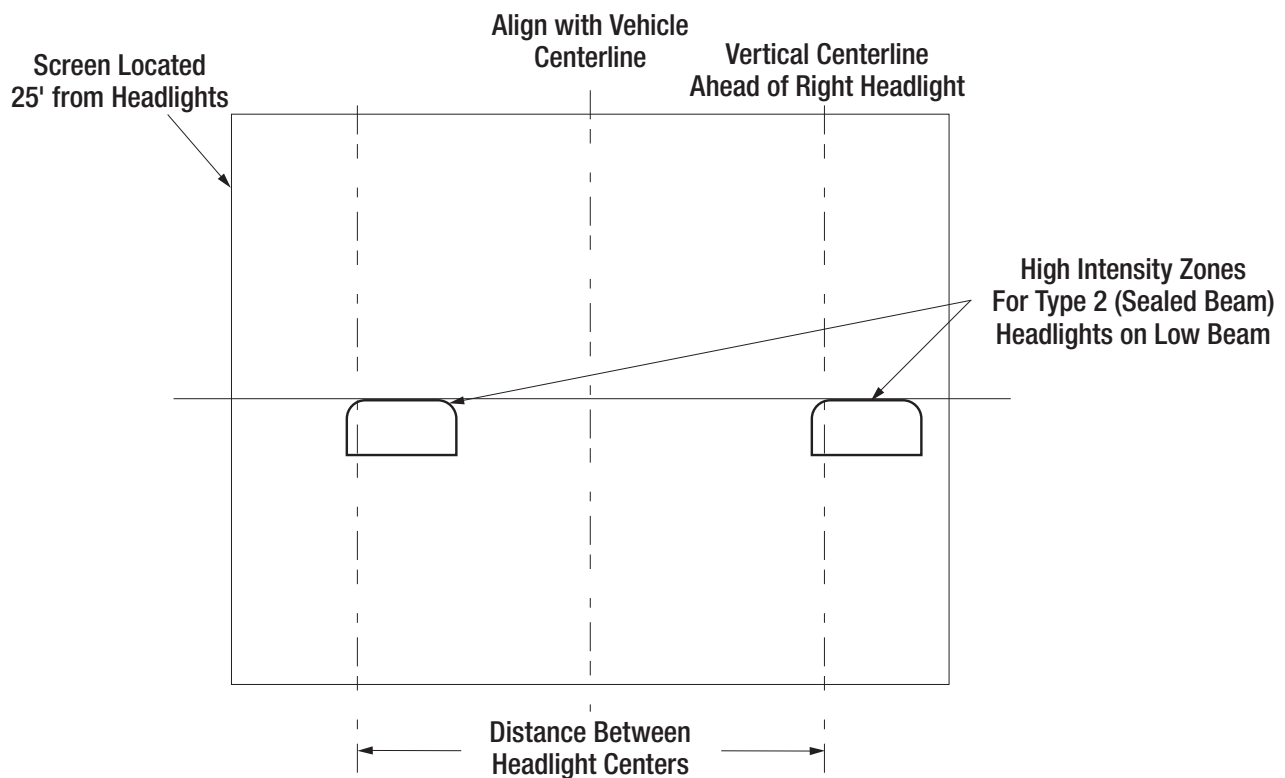 Align with Vehicle
Centerline
Screen Located
25' from Headlights
Vertical Centerline
Ahead of Right Headlight
High Intensity Zones
For Type 2 (Sealed Beam)
Headlights on Low Beam
Distance Between
Headlight Centers